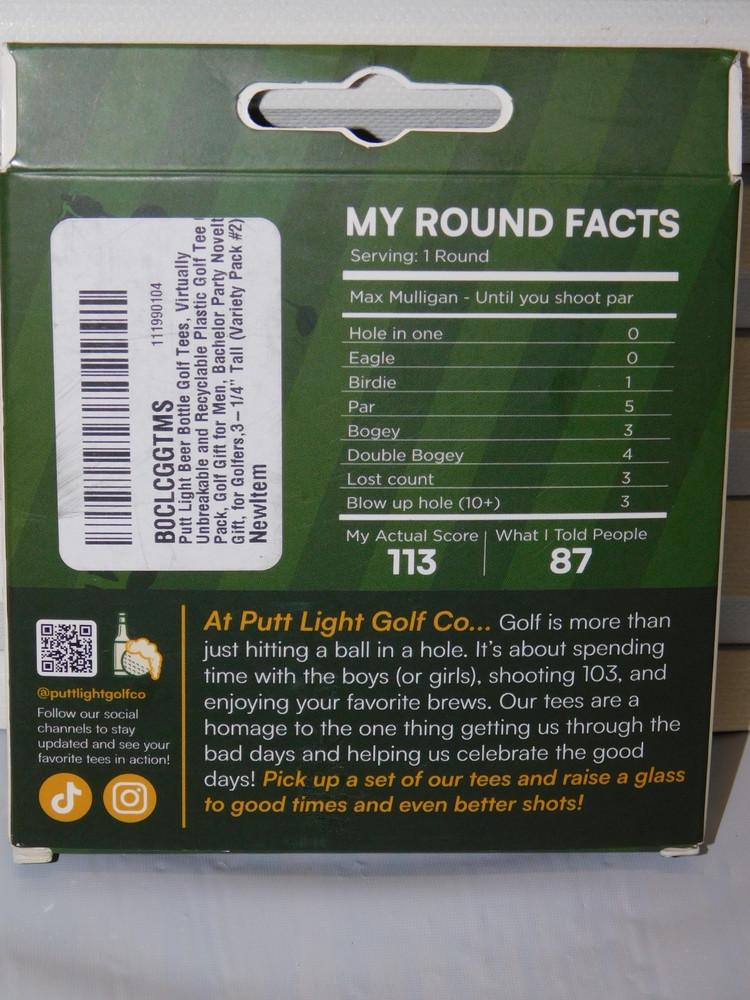 111990104
B0CLCGGTMS
Putt Light Beer Bottle Golf Tees, Virtually
Unbreakable and Recyclable Plastic Golf Tee
Pack, Golf Gift for Men, Bachelor Party Novelt
Gift, for Golfers,3 – 1/4" Tall (Variety Pack #2)
NewItem
MY ROUND FACTS
Serving: 1 Round
Max Mulligan - Until you shoot par
Hole in one 0
Eagle 0
Birdie 1
Par 5
Bogey 3
Double Bogey 4
Lost count 3
Blow up hole (10+) 3
My Actual Score What I Told People
113 87
@puttlightgolfco
Follow our social
channels to stay
updated and see your
favorite tees in action!
At Putt Light Golf Co... Golf is more than
just hitting a ball in a hole. It's about spending
time with the boys (or girls), shooting 103, and
enjoying your favorite brews. Our tees are a
homage to the one thing getting us through the
bad days and helping us celebrate the good
days! Pick up a set of our tees and raise a glass
to good times and even better shots!